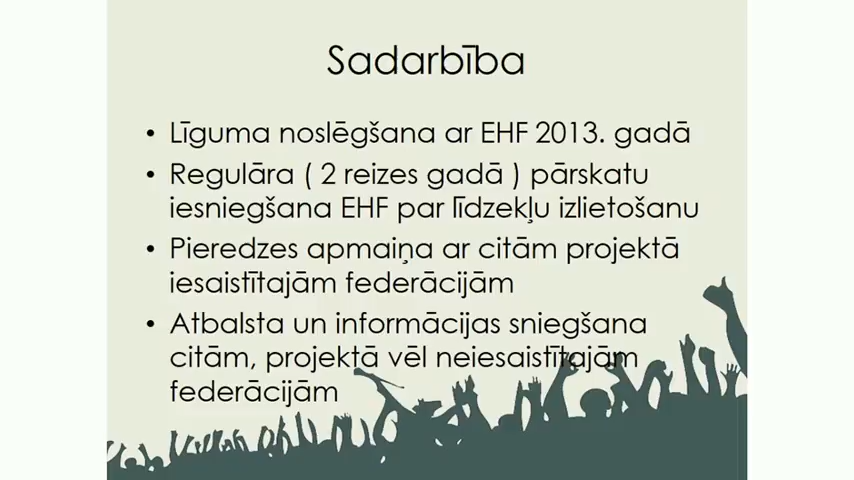 Sadarbība
• Līguma noslēgšana ar EHF 2013. gadā
• Regulāra ( 2 reizes gadā ) pārskatu
iesniegšana EHF par līdzekļu izlietošanu
• Pieredzes apmaiņa ar citām projektā
iesaistītajām federācijām
• Atbalsta un informācijas sniegšana
citām, projektā vēl neiesaistītajām
federācijām